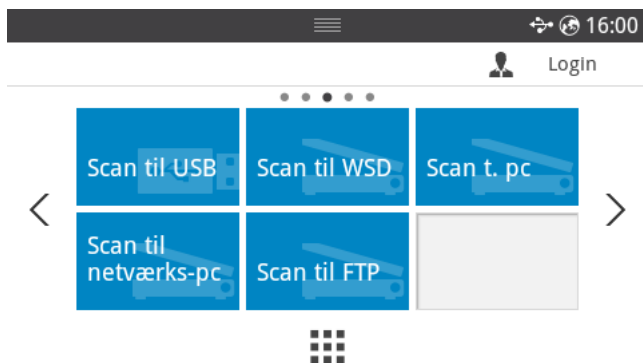 16:00
Login
Scan til USB
Scan til WSD
Scan t. pc
Scan til
netværks-pc
Scan til FTP